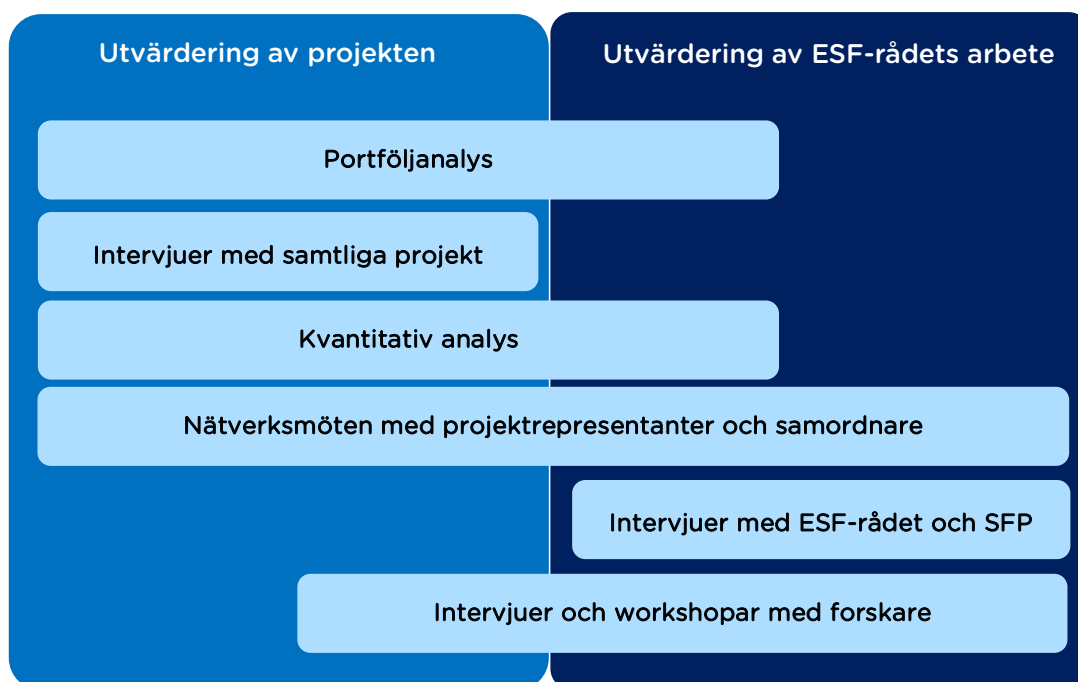 Utvärdering av projekten
Utvärdering av ESF-rådets arbete
Portföljanalys
Intervjuer med samtliga projekt
Kvantitativ analys
Nätverksmöten med projektrepresentanter och samordnare
Intervjuer med ESF-rådet och SFP
Intervjuer och workshopar med forskare